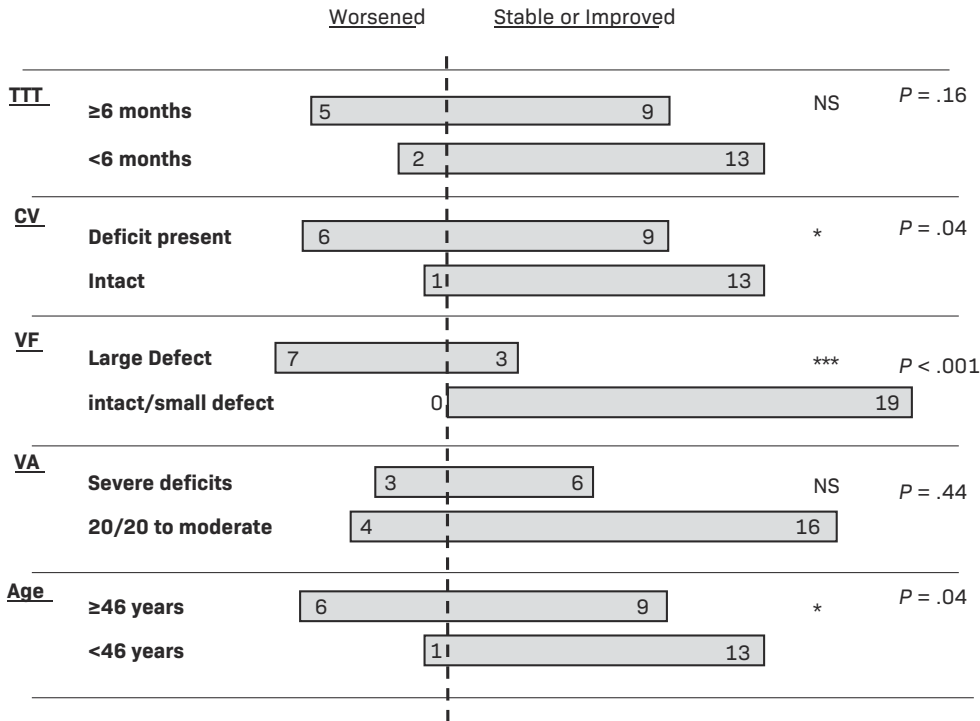 Worsened Stable or Improved
TTT
≥6 months 5 9 NS P = .16
<6 months 2 13
CV
Deficit present 6 9 * P = .04
Intact 1 13
VF
Large Defect 7 3 *** P < .001
intact/small defect 0 19
VA
Severe deficits 3 6 NS P = .44
20/20 to moderate 4 16
Age
≥46 years 6 9 * P = .04
<46 years 1 13